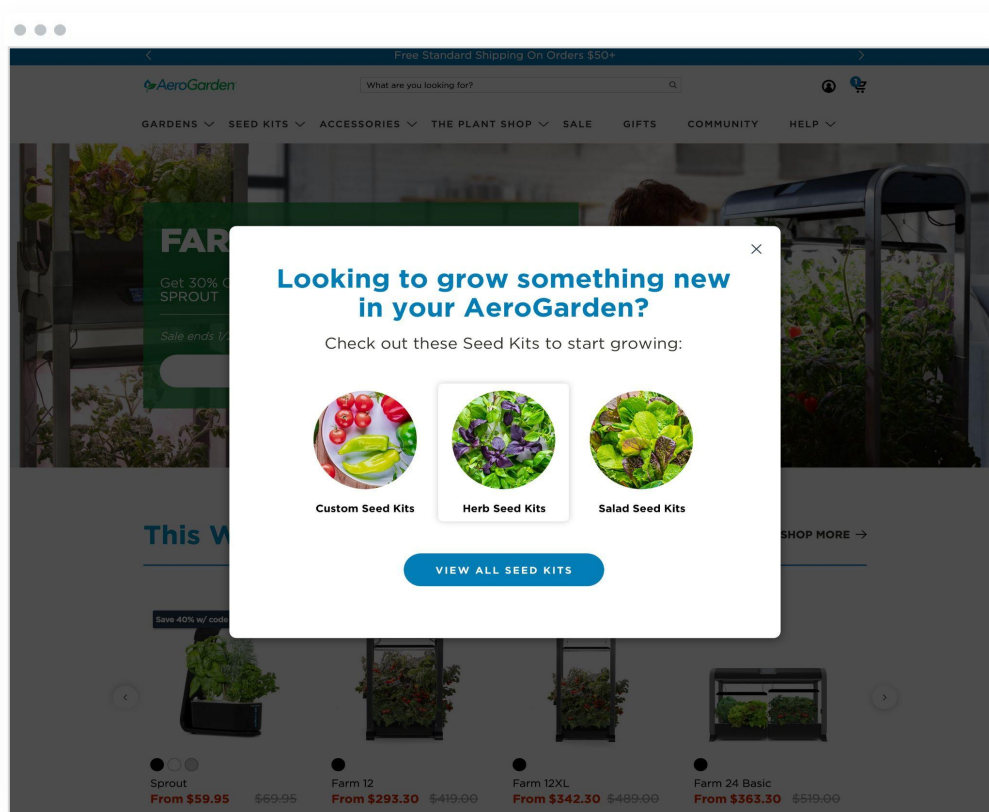 Free Standard Shipping On Orders $50+
AeroGarden
What are you looking for?
1
GARDENS SEED KITS ACCESSORIES THE PLANT SHOP SALE GIFTS COMMUNITY HELP
FAR
Get 30%
SPROUT
Sale ends 1/
Looking to grow something new
in your AeroGarden?
Check out these Seed Kits to start growing:
Custom Seed Kits Herb Seed Kits Salad Seed Kits
VIEW ALL SEED KITS
This W
SHOP MORE →
Save 40% w/ code
Sprout Farm 12 Farm 12XL Farm 24 Basic
From $59.95 $69.95 From $293.30 $419.00 From $342.30 $489.00 From $363.30 $519.00